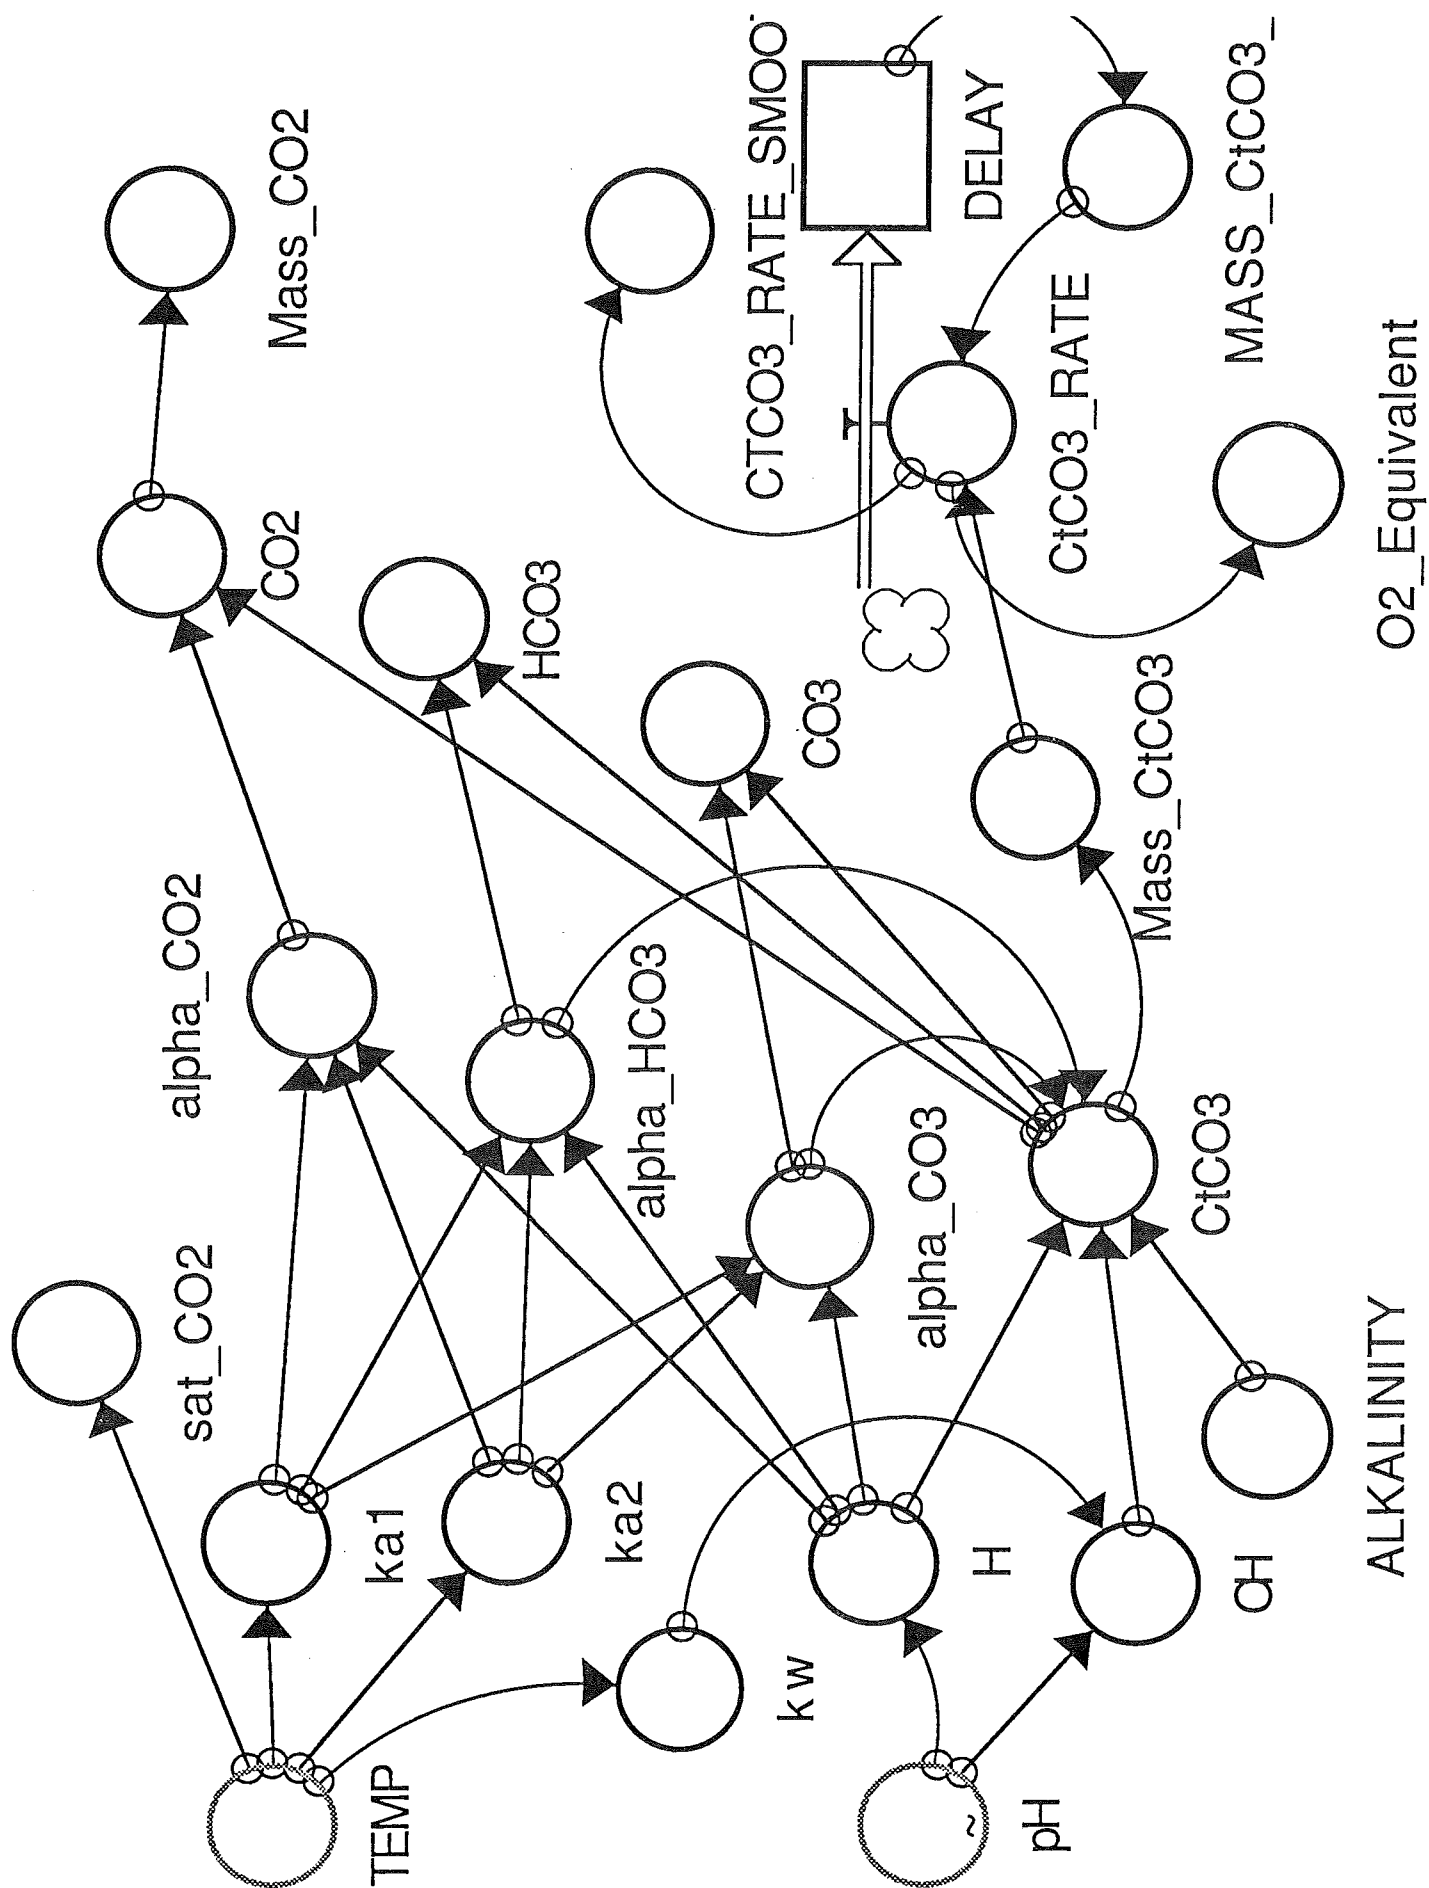 Mass_CO2
CO2
HCO3
CO3
CTCO3_RATE_SMOO
DELAY
CtCO3_RATE
MASS_CtCO3_
O2_Equivalent
Mass_CtCO3
alpha_CO2
alpha_HCO3
alpha_CO3
CtCO3
sat_CO2
ka1
ka2
kw
H
OH
ALKALINITY
TEMP
~
pH